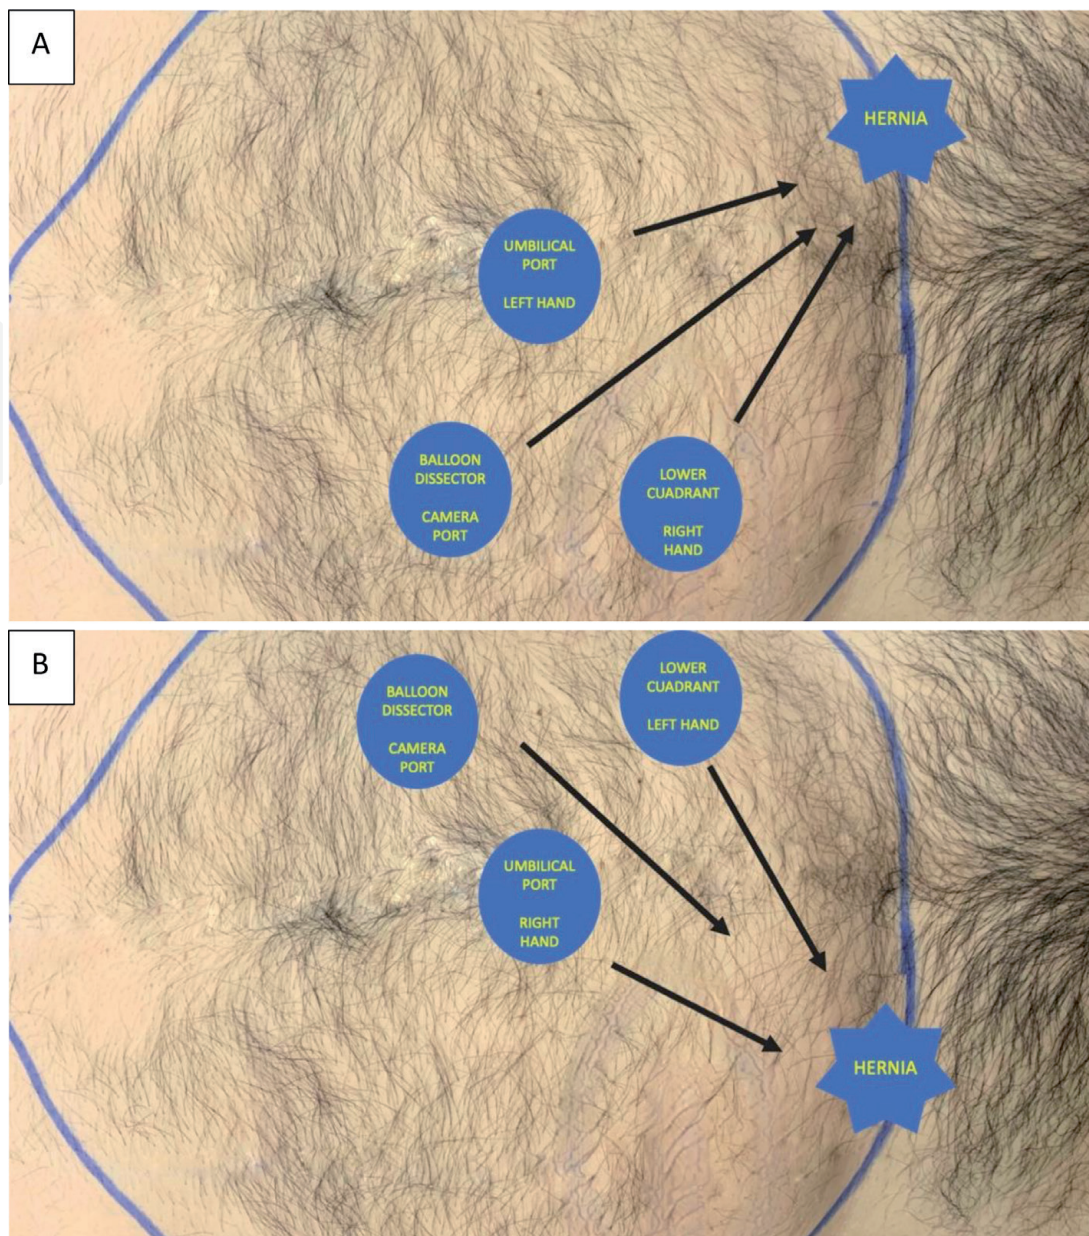 A
HERNIA
UMBILICAL
PORT
LEFT HAND
BALLOON
DISSECTOR
CAMERA
PORT
LOWER
CUADRANT
RIGHT
HAND
B
BALLOON
DISSECTOR
CAMERA
PORT
LOWER
CUADRANT
LEFT HAND
UMBILICAL
PORT
RIGHT
HAND
HERNIA